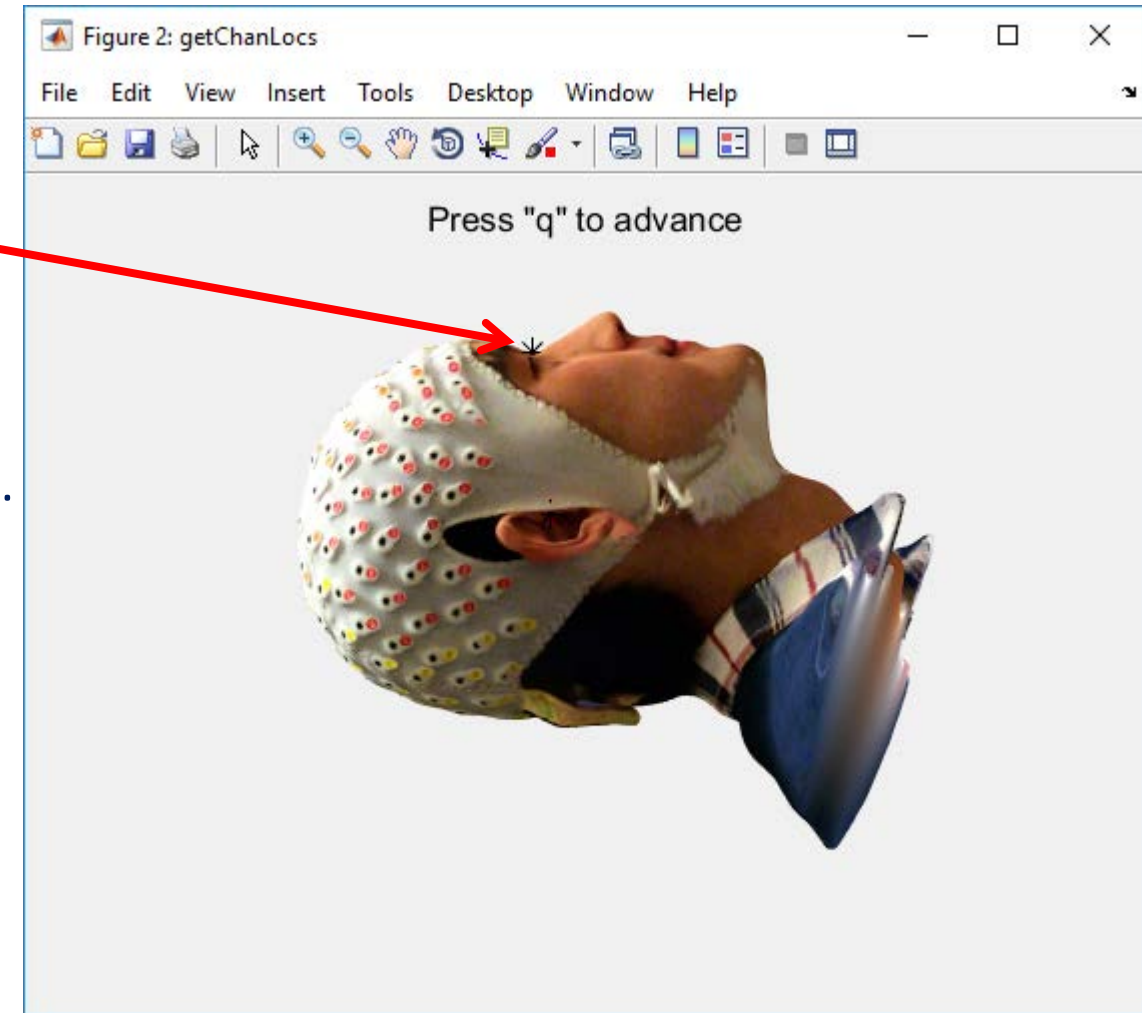 Figure 2: getChanLocs
File Edit View Insert Tools Desktop Window Help
Press "q" to advance
.